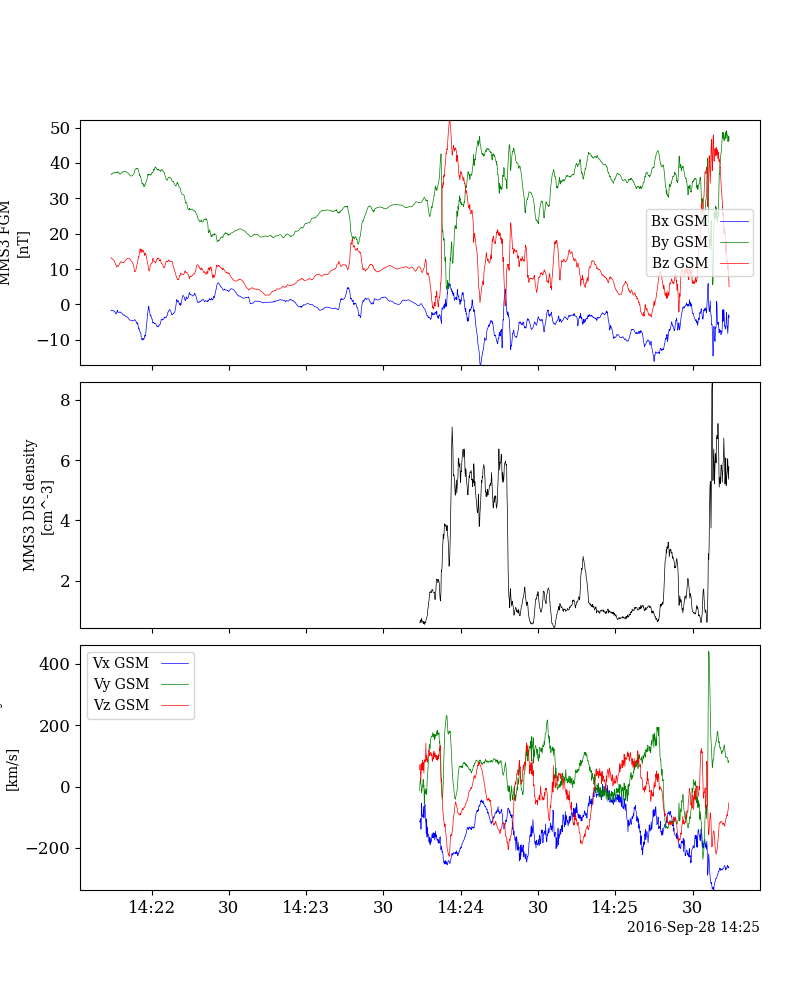 MMS3 FGM
[nT]
50
40
30
20
10
0
−10
Bx GSM
By GSM
Bz GSM
MMS3 DIS density
[cm^-3]
8
6
4
2
[km/s]
400
200
0
−200
Vx GSM
Vy GSM
Vz GSM
14:22
30
14:23
30
14:24
30
14:25
30
2016-Sep-28 14:25